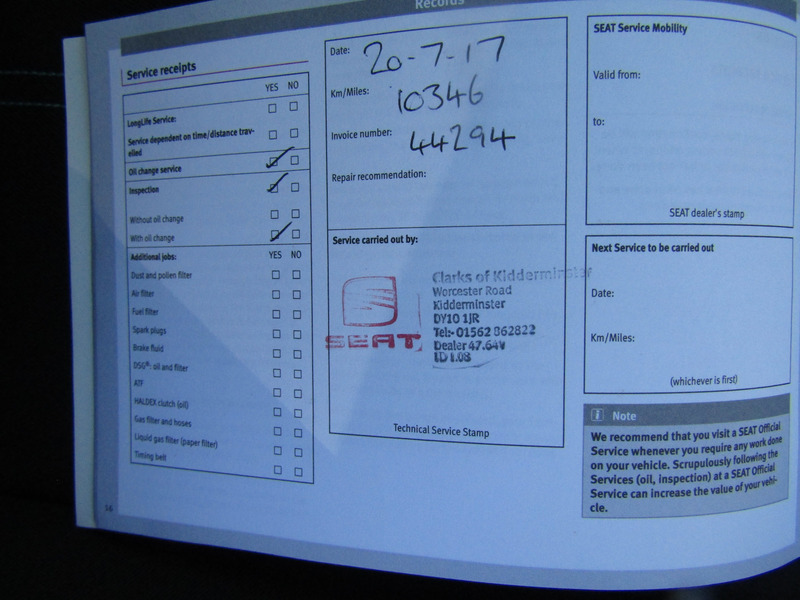 Records
Service receipts
YES NO
LongLife Service:
Service dependent on time/distance trav-
elled
Oil change service
Inspection
Without oil change
With oil change
Additional jobs: YES NO
Dust and pollen filter
Air filter
Fuel filter
Spark plugs
Brake fluid
DSG®: oil and filter
ATF
HALDEX clutch (oil)
Gas filter and hoses
Liquid gas filter (paper filter)
Timing belt
16
Date: 20-7-17
Km/Miles: 10346
Invoice number: 44294
Repair recommendation:
Service carried out by:
SEAT
Clarks of Kidderminster
Worcester Road
Kidderminster
DY10 1JR
Tel:- 01562 862822
Dealer 47.64V
Technical Service Stamp
SEAT Service Mobility
Valid from:
to:
SEAT dealer's stamp
Next Service to be carried out
Date:
Km/Miles:
(whichever is first)
i Note
We recommend that you visit a SEAT Official
Service whenever you require any work done
on your vehicle. Scrupulously following the
Services (oil, inspection) at a SEAT Official
Service can increase the value of your vehi-
cle.